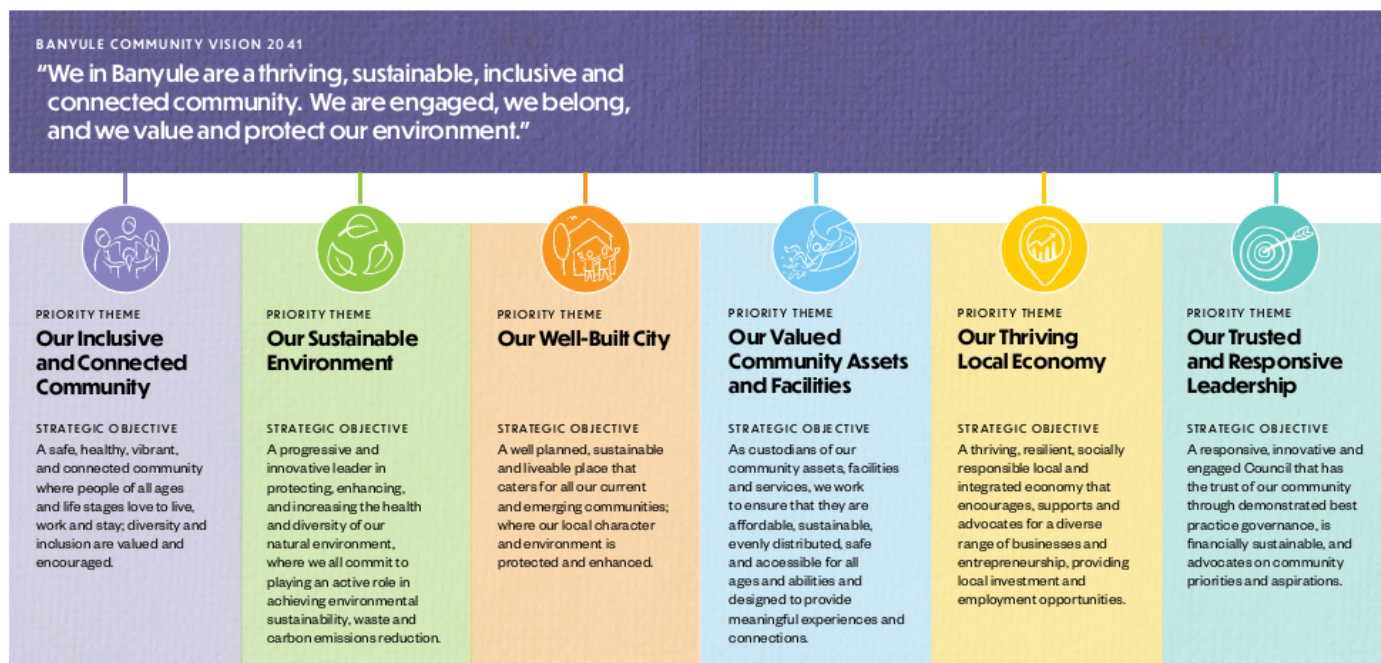 BANYULE COMMUNITY VISION 2041
“We in Banyule are a thriving, sustainable, inclusive and
connected community. We are engaged, we belong,
and we value and protect our environment.”
PRIORITY THEME
Our Inclusive
and Connected
Community
STRATEGIC OBJECTIVE
A safe, healthy, vibrant,
and connected community
where people of all ages
and life stages love to live,
work and stay; diversity and
inclusion are valued and
encouraged.
PRIORITY THEME
Our Sustainable
Environment
STRATEGIC OBJECTIVE
A progressive and
innovative leader in
protecting, enhancing,
and increasing the health
and diversity of our
natural environment,
where we all commit to
playing an active role in
achieving environmental
sustainability, waste and
carbon emissions reduction.
PRIORITY THEME
Our Well-Built City
STRATEGIC OBJECTIVE
A well planned, sustainable
and liveable place that
caters for all our current
and emerging communities;
where our local character
and environment is
protected and enhanced.
PRIORITY THEME
Our Valued
Community Assets
and Facilities
STRATEGIC OBJECTIVE
As custodians of our
community assets, facilities
and services, we work
to ensure that they are
affordable, sustainable,
evenly distributed, safe
and accessible for all
ages and abilities and
designed to provide
meaningful experiences and
connections.
PRIORITY THEME
Our Thriving
Local Economy
STRATEGIC OBJECTIVE
A thriving, resilient, socially
responsible local and
integrated economy that
encourages, supports and
advocates for a diverse
range of businesses and
entrepreneurship, providing
local investment and
employment opportunities.
PRIORITY THEME
Our Trusted
and Responsive
Leadership
STRATEGIC OBJECTIVE
A responsive, innovative and
engaged Council that has
the trust of our community
through demonstrated best
practice governance, is
financially sustainable, and
advocates on community
priorities and aspirations.